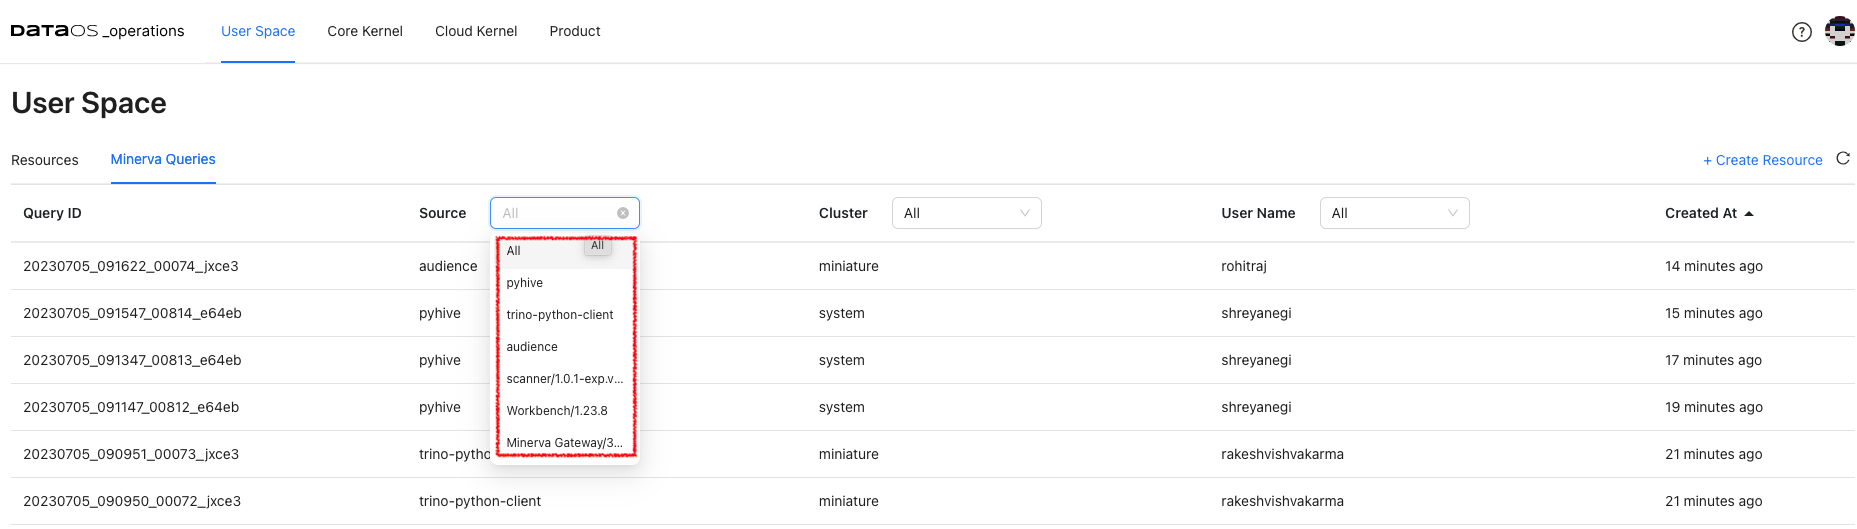 DATAOS _operations User Space Core Kernel Cloud Kernel Product ?
User Space
Resources Minerva Queries + Create Resource
Query ID Source All Cluster All User Name All Created At
All All
20230705_091622_00074_jxce3 audience miniature rohitraj 14 minutes ago
pyhive
20230705_091547_00814_e64eb pyhive trino-python-client system shreyanegi 15 minutes ago
audience
20230705_091347_00813_e64eb pyhive system shreyanegi 17 minutes ago
scanner/1.0.1-exp.v...
20230705_091147_00812_e64eb pyhive Workbench/1.23.8 system shreyanegi 19 minutes ago
Minerva Gateway/3...
20230705_090951_00073_jxce3 trino-pytho miniature rakeshvishvakarma 21 minutes ago
20230705_090950_00072_jxce3 trino-python-client miniature rakeshvishvakarma 21 minutes ago